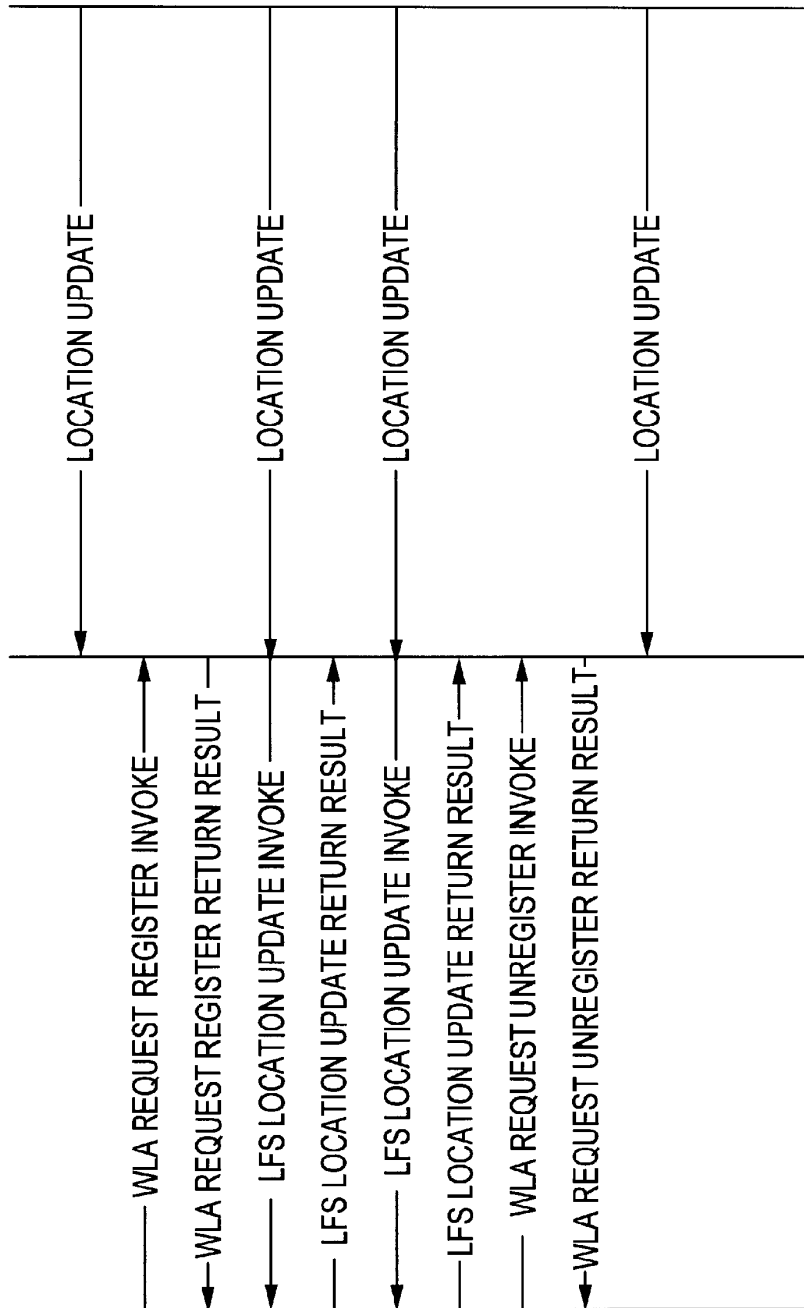 LOCATION UPDATE
WLA REQUEST REGISTER INVOKE
WLA REQUEST REGISTER RETURN RESULT
LOCATION UPDATE
LFS LOCATION UPDATE INVOKE
LFS LOCATION UPDATE RETURN RESULT
LOCATION UPDATE
LFS LOCATION UPDATE INVOKE
LFS LOCATION UPDATE RETURN RESULT
WLA REQUEST UNREGISTER INVOKE
WLA REQUEST UNREGISTER RETURN RESULT
LOCATION UPDATE